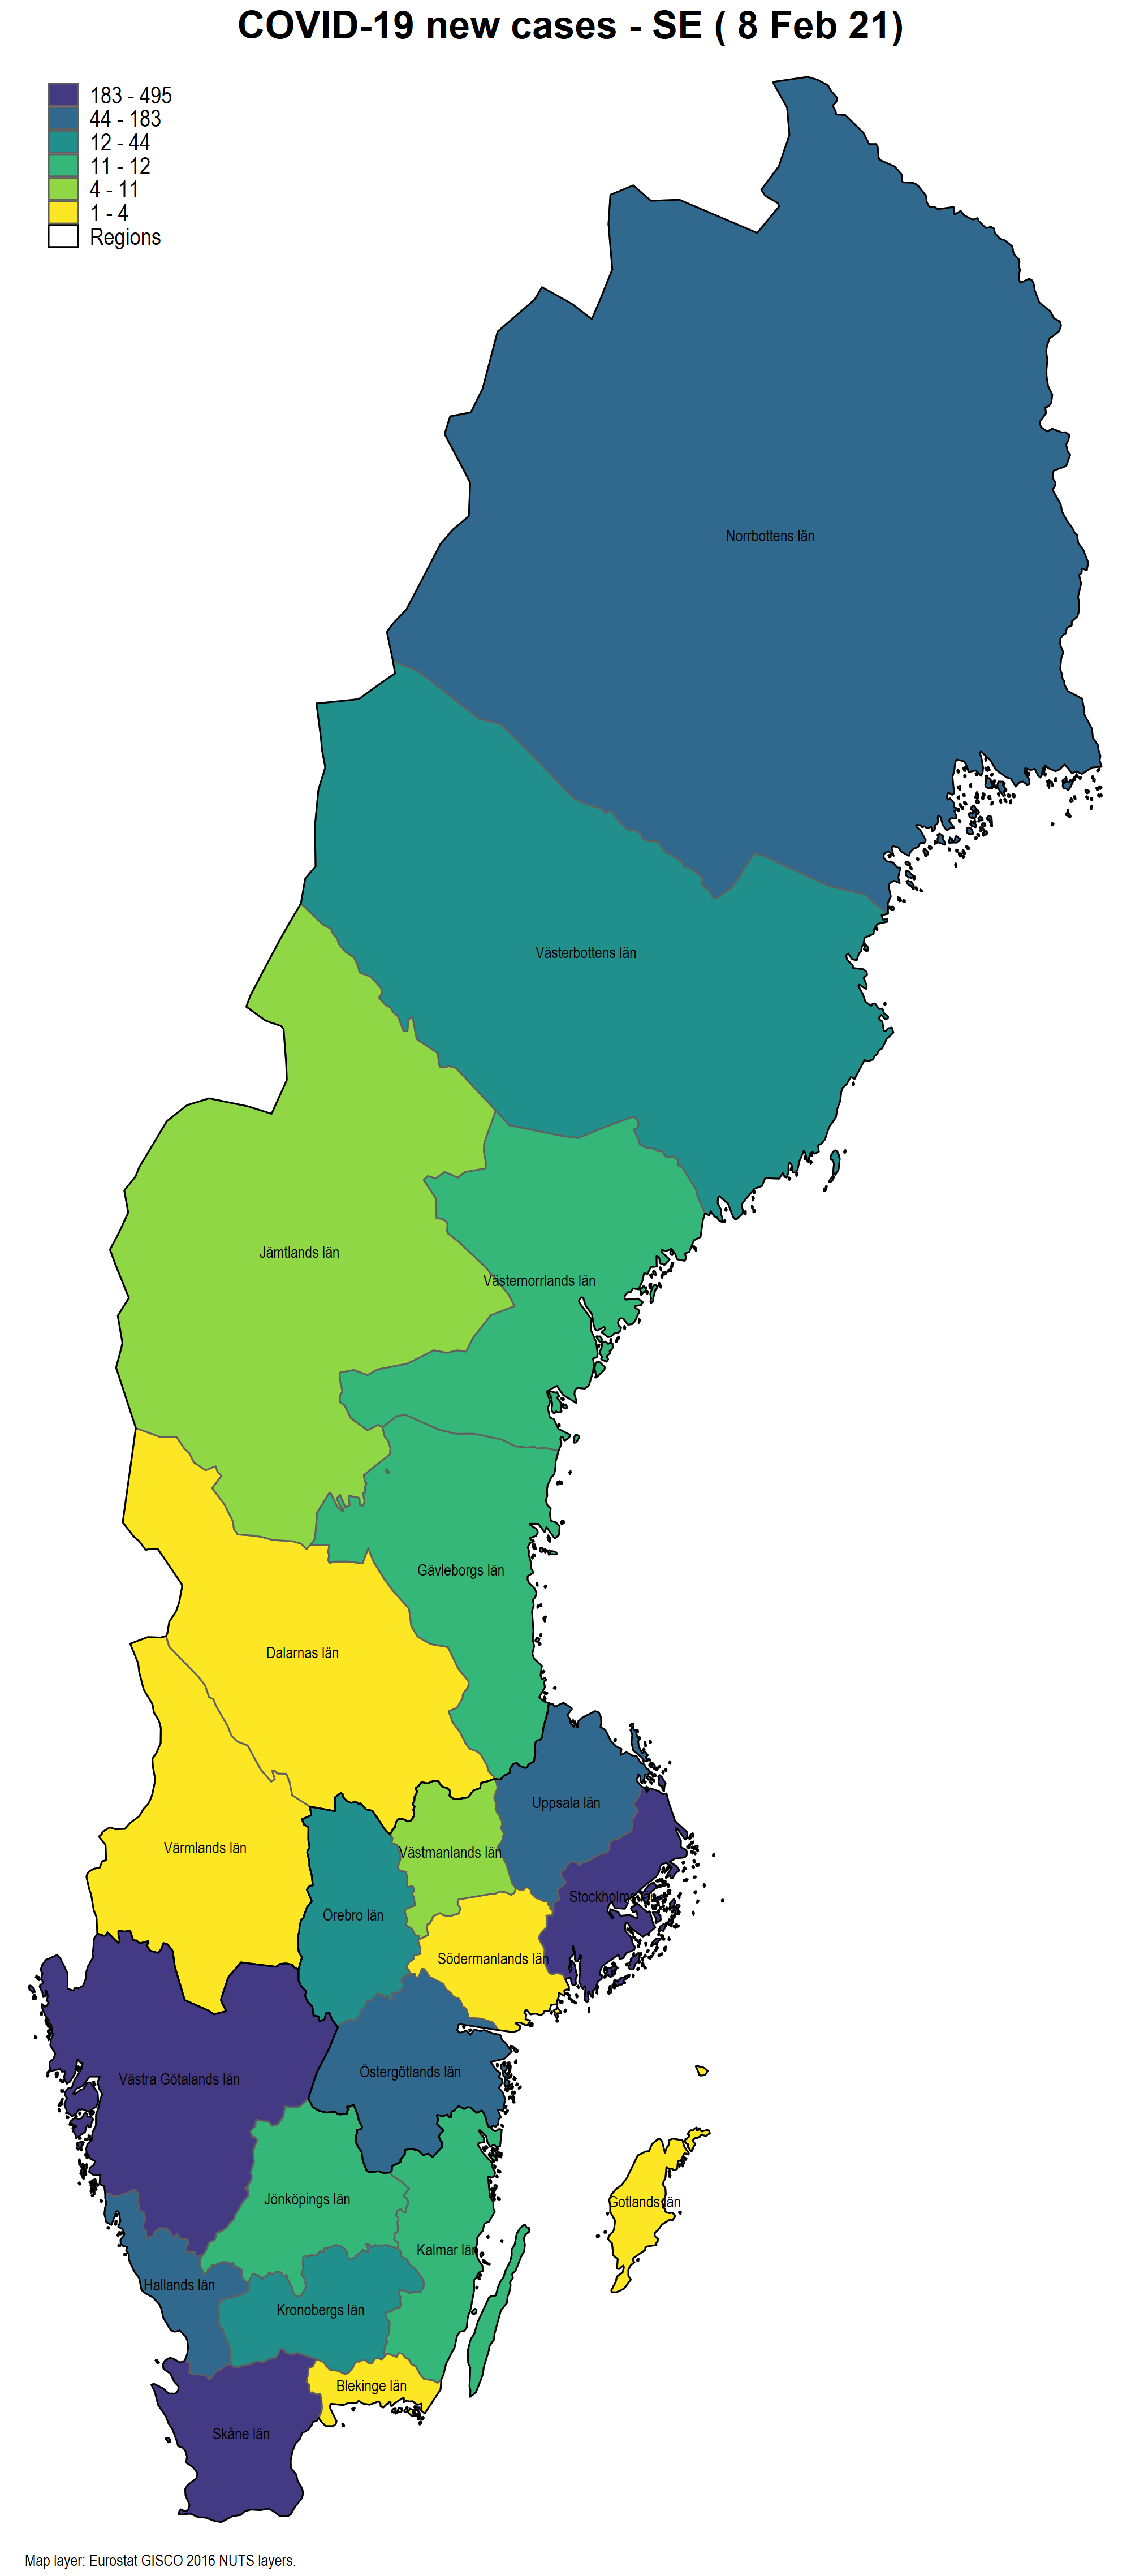 COVID-19 new cases - SE ( 8 Feb 21)
183 - 495
44 - 183
12 - 44
11 - 12
4 - 11
1 - 4
Regions
Norrbottens län
Västerbottens län
Jämtlands län
Västernorrlands län
Gävleborgs län
Dalarnas län
Uppsala län
Värmlands län
Västmanlands län
Stockholms län
Örebro län
Södermanlands län
Östergötlands län
Västra Götalands län
Jönköpings län
Gotlands län
Kalmar län
Hallands län
Kronobergs län
Blekinge län
Skåne län
Map layer: Eurostat GISCO 2016 NUTS layers.